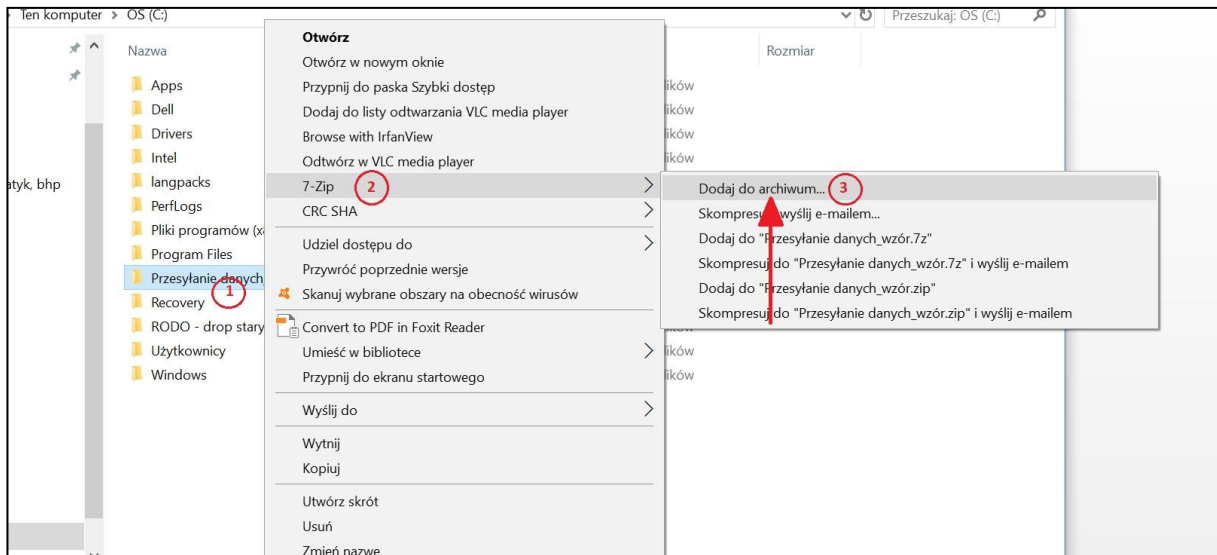 Ten komputer > OS (C:)
Przeszukaj: OS (C:)
Nazwa
Rozmiar
Apps
Dell
Drivers
Intel
langpacks
PerfLogs
Pliki programów (x8
Program Files
Przesyłanie danych_
1
Recovery
RODO - drop stary
Użytkownicy
Windows
atyk, bhp
Otwórz
Otwórz w nowym oknie
Przypnij do paska Szybki dostęp
Dodaj do listy odtwarzania VLC media player
Browse with IrfanView
Odtwórz w VLC media player
7-Zip 2
CRC SHA
Udziel dostępu do
Przywróć poprzednie wersje
Skanuj wybrane obszary na obecność wirusów
Convert to PDF in Foxit Reader
Umieść w bibliotece
Przypnij do ekranu startowego
Wyślij do
Wytnij
Kopiuj
Utwórz skrót
Usuń
Zmień nazwę
ików
ików
ików
ików
Dodaj do archiwum... 3
Skompresuj wyślij e-mailem...
Dodaj do "Przesyłanie danych_wzór.7z"
Skompresuj do "Przesyłanie danych_wzór.7z" i wyślij e-mailem
Dodaj do "Przesyłanie danych_wzór.zip"
Skompresuj do "Przesyłanie danych_wzór.zip" i wyślij e-mailem
ików
ików